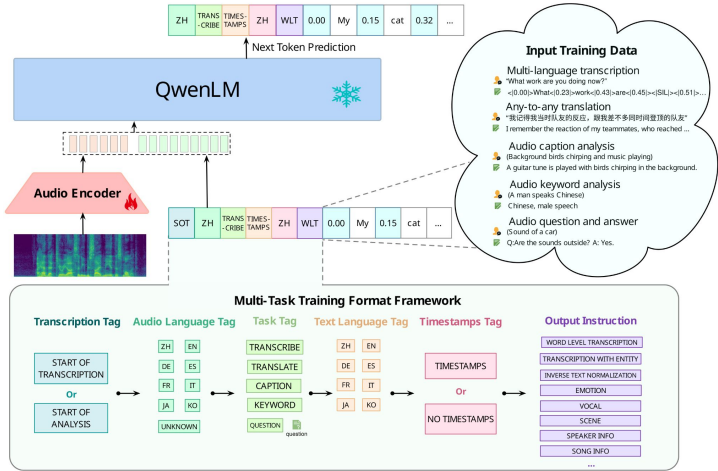 ZH TRANS-CRIBE TIMES-TAMPS ZH WLT 0.00 My 0.15 cat 0.32 ...
Next Token Prediction
QwenLM
Audio Encoder
SOT ZH TRANS-CRIBE TIMES-TAMPS ZH WLT 0.00 My 0.15 cat ...
Input Training Data
Multi-language transcription
"What work are you doing now?"
<|0.00|>What<|0.23|>work<|0.43|>are<|0.45|><|SIL|><|0.51|>...
Any-to-any translation
"我记得我当时队友的反应，跟我差不多同时间登顶的队友"
I remember the reaction of my teammates, who reached ...
Audio caption analysis
(Background birds chirping and music playing)
A guitar tune is played with birds chirping in the background.
Audio keyword analysis
(A man speaks Chinese)
Chinese, male speech
Audio question and answer
(Sound of a car)
Q:Are the sounds outside? A: Yes.
Multi-Task Training Format Framework
Transcription Tag
START OF
TRANSCRIPTION
Or
START OF
ANALYSIS
Audio Language Tag
ZH EN
DE ES
FR IT
JA KO
UNKNOWN
Task Tag
TRANSCRIBE
TRANSLATE
CAPTION
KEYWORD
QUESTION question
Text Language Tag
ZH EN
DE ES
FR IT
JA KO
Timestamps Tag
TIMESTAMPS
Or
NO TIMESTAMPS
Output Instruction
WORD LEVEL TRANSCRIPTION
TRANSCRIPTION WITH ENTITY
INVERSE TEXT NORMALIZATION
EMOTION
VOCAL
SCENE
SPEAKER INFO
SONG INFO
...